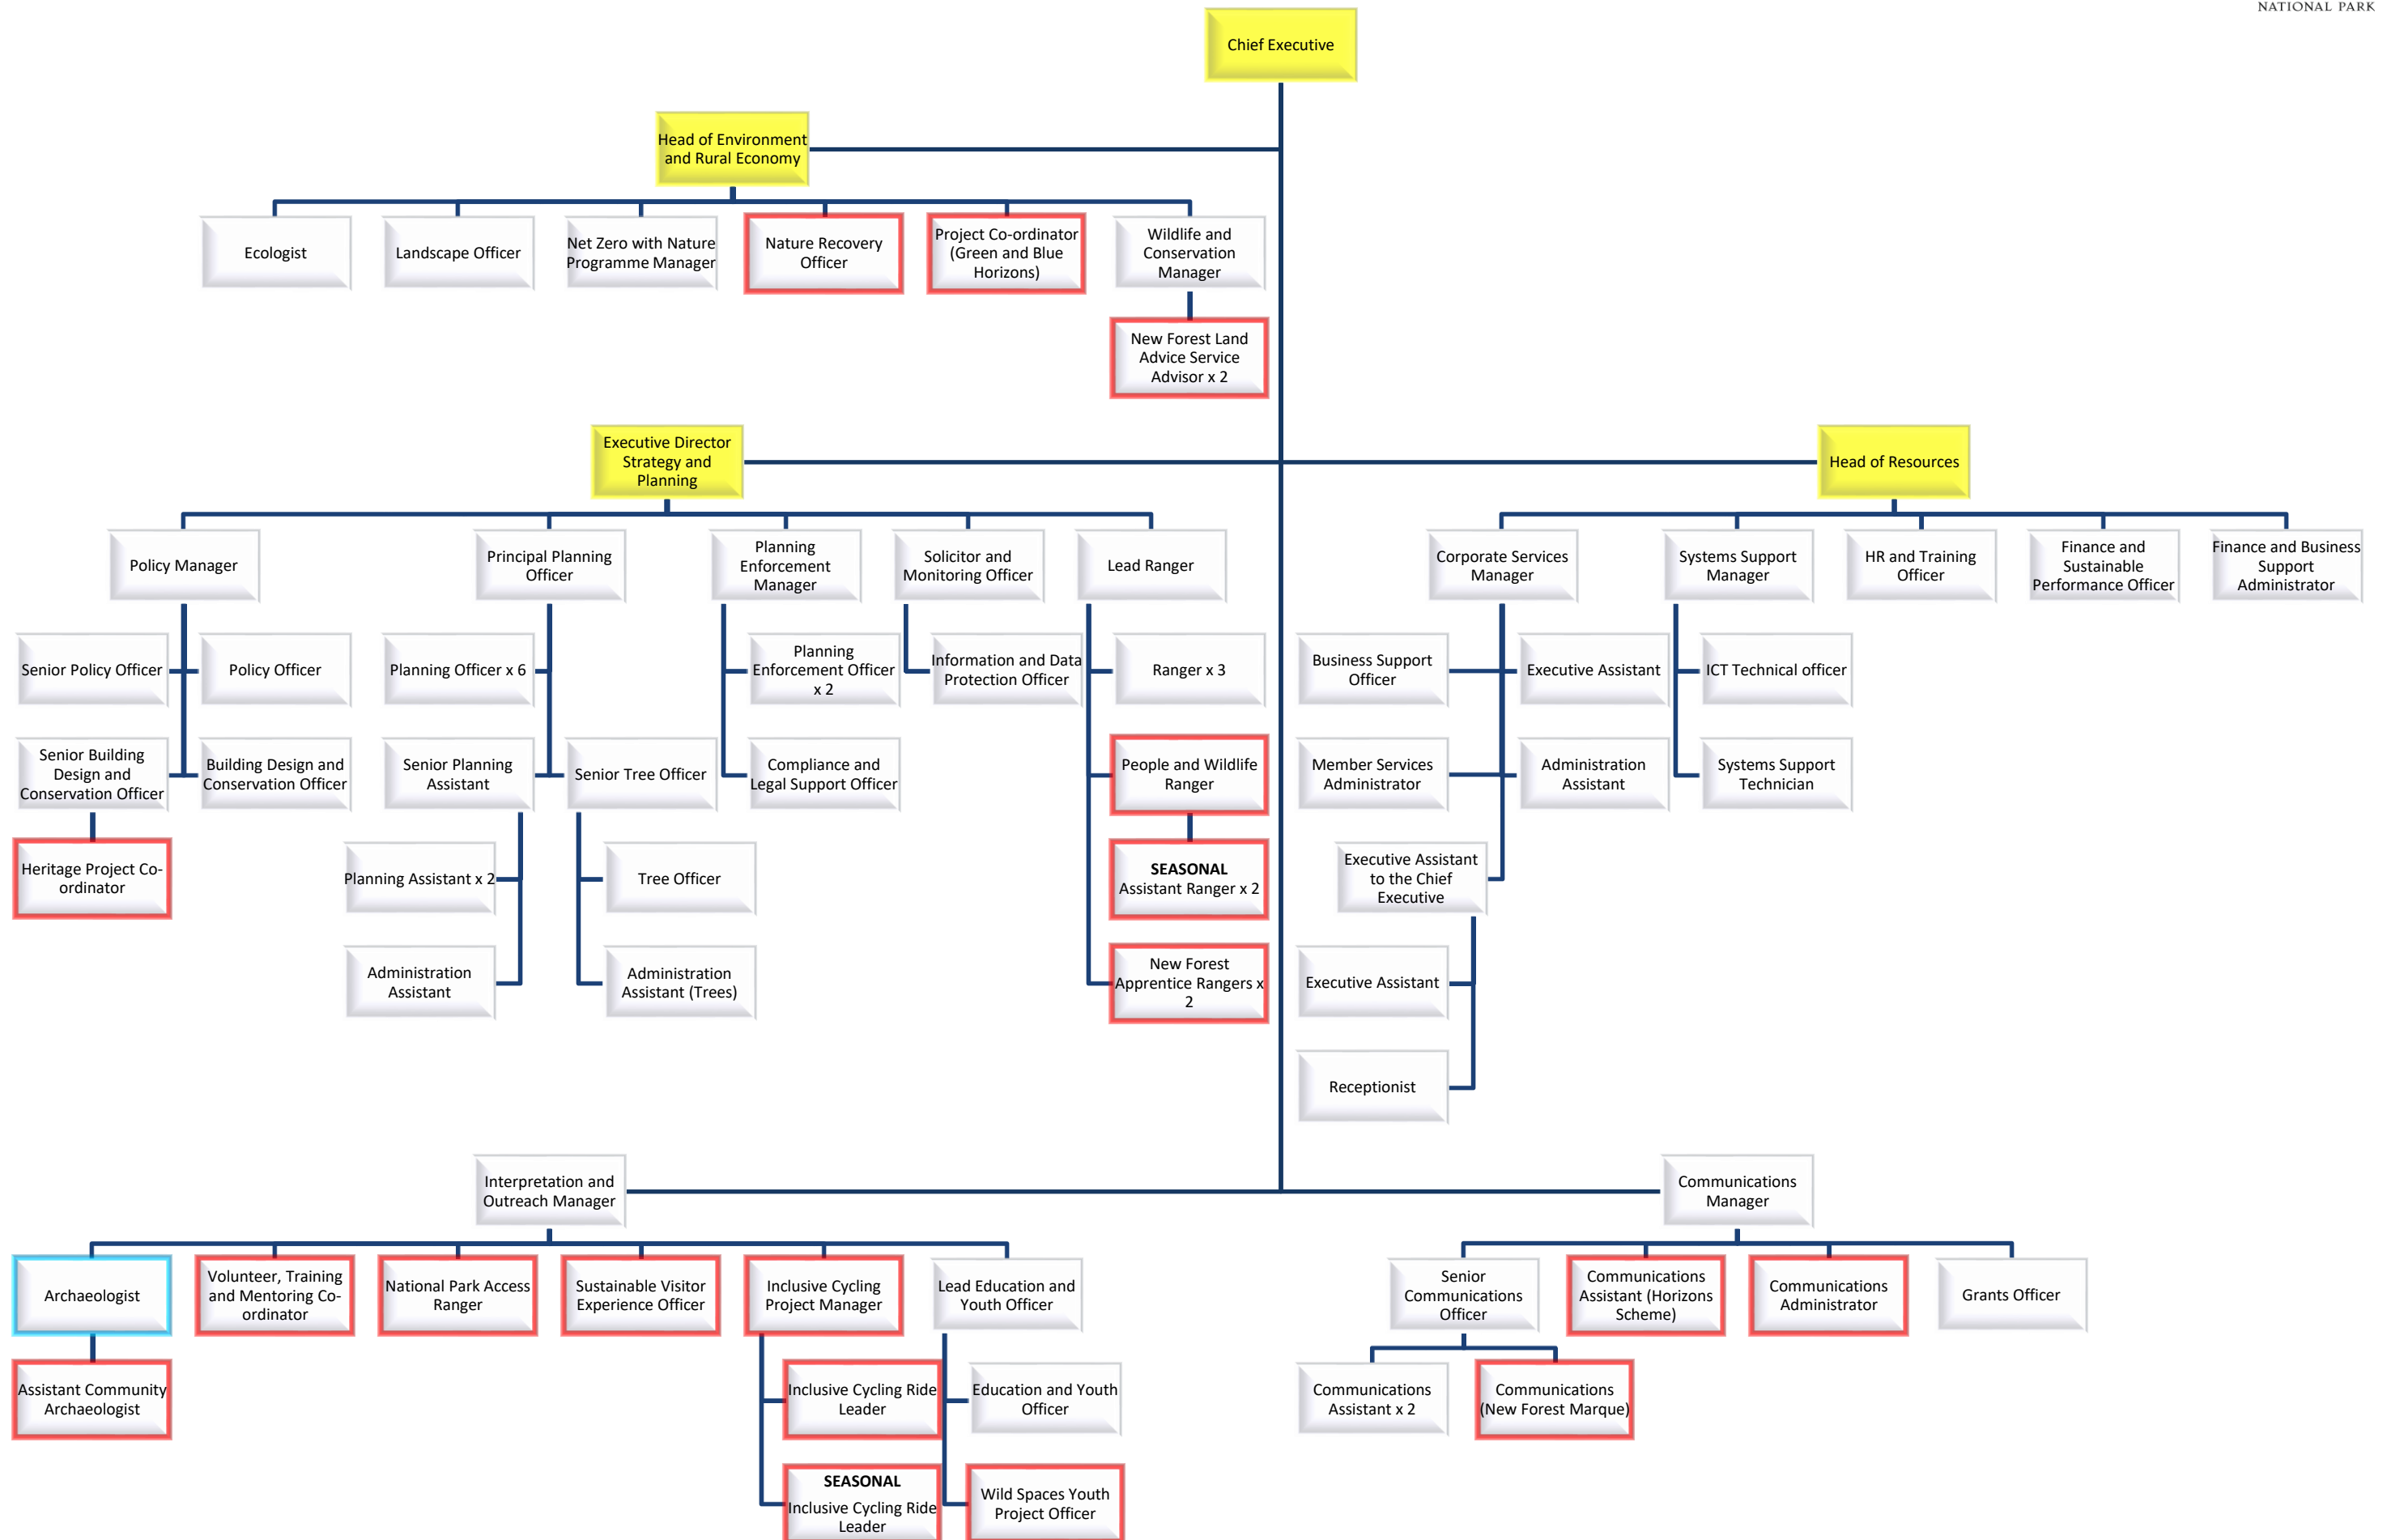 NATIONAL PARK
Chief Executive
Head of Environment
and Rural Economy
Ecologist
Landscape Officer
Net Zero with Nature
Programme Manager
Nature Recovery
Officer
Project Co-ordinator
(Green and Blue
Horizons)
Wildlife and
Conservation
Manager
New Forest Land
Advice Service
Advisor x 2
Executive Director
Strategy and
Planning
Head of Resources
Policy Manager
Principal Planning
Officer
Planning
Enforcement
Manager
Solicitor and
Monitoring Officer
Lead Ranger
Corporate Services
Manager
Systems Support
Manager
HR and Training
Officer
Finance and
Sustainable
Performance Officer
Finance and Business
Support
Administrator
Senior Policy Officer
Policy Officer
Planning Officer x 6
Planning
Enforcement Officer
x 2
Information and Data
Protection Officer
Ranger x 3
Business Support
Officer
Executive Assistant
ICT Technical officer
Senior Building
Design and
Conservation Officer
Building Design and
Conservation Officer
Senior Planning
Assistant
Senior Tree Officer
Compliance and
Legal Support Officer
People and Wildlife
Ranger
Member Services
Administrator
Administration
Assistant
Systems Support
Technician
Heritage Project Co-
ordinator
Planning Assistant x 2
Tree Officer
SEASONAL
Assistant Ranger x 2
Executive Assistant
to the Chief
Executive
Administration
Assistant
Administration
Assistant (Trees)
New Forest
Apprentice Rangers x
2
Executive Assistant
Receptionist
Interpretation and
Outreach Manager
Communications
Manager
Archaeologist
Volunteer, Training
and Mentoring Co-
ordinator
National Park Access
Ranger
Sustainable Visitor
Experience Officer
Inclusive Cycling
Project Manager
Lead Education and
Youth Officer
Senior
Communications
Officer
Communications
Assistant (Horizons
Scheme)
Communications
Administrator
Grants Officer
Assistant Community
Archaeologist
Inclusive Cycling Ride
Leader
Education and Youth
Officer
Communications
Assistant x 2
Communications
(New Forest Marque)
SEASONAL
Inclusive Cycling Ride
Leader
Wild Spaces Youth
Project Officer